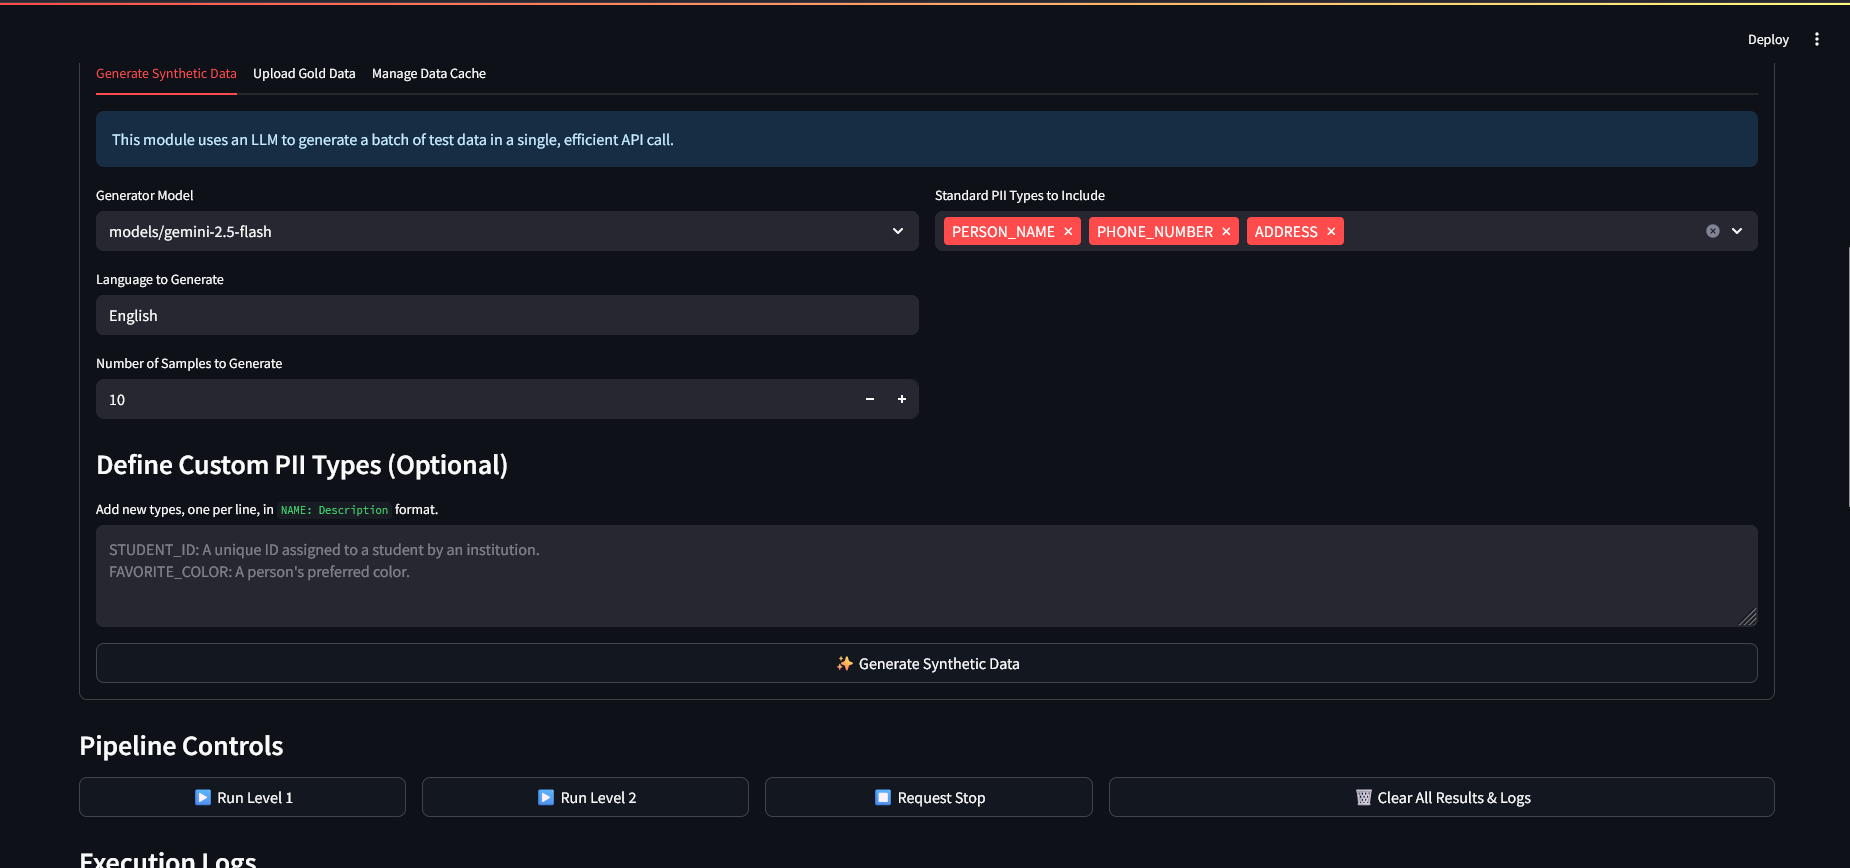 Deploy
Generate Synthetic Data
Upload Gold Data
Manage Data Cache
This module uses an LLM to generate a batch of test data in a single, efficient API call.
Generator Model
models/gemini-2.5-flash
Standard PII Types to Include
PERSON_NAME
PHONE_NUMBER
ADDRESS
Language to Generate
English
Number of Samples to Generate
10
Define Custom PII Types (Optional)
Add new types, one per line, in NAME: Description format.
STUDENT_ID: A unique ID assigned to a student by an institution.
FAVORITE_COLOR: A person's preferred color.
Generate Synthetic Data
Pipeline Controls
Run Level 1
Run Level 2
Request Stop
Clear All Results & Logs
Execution Logs